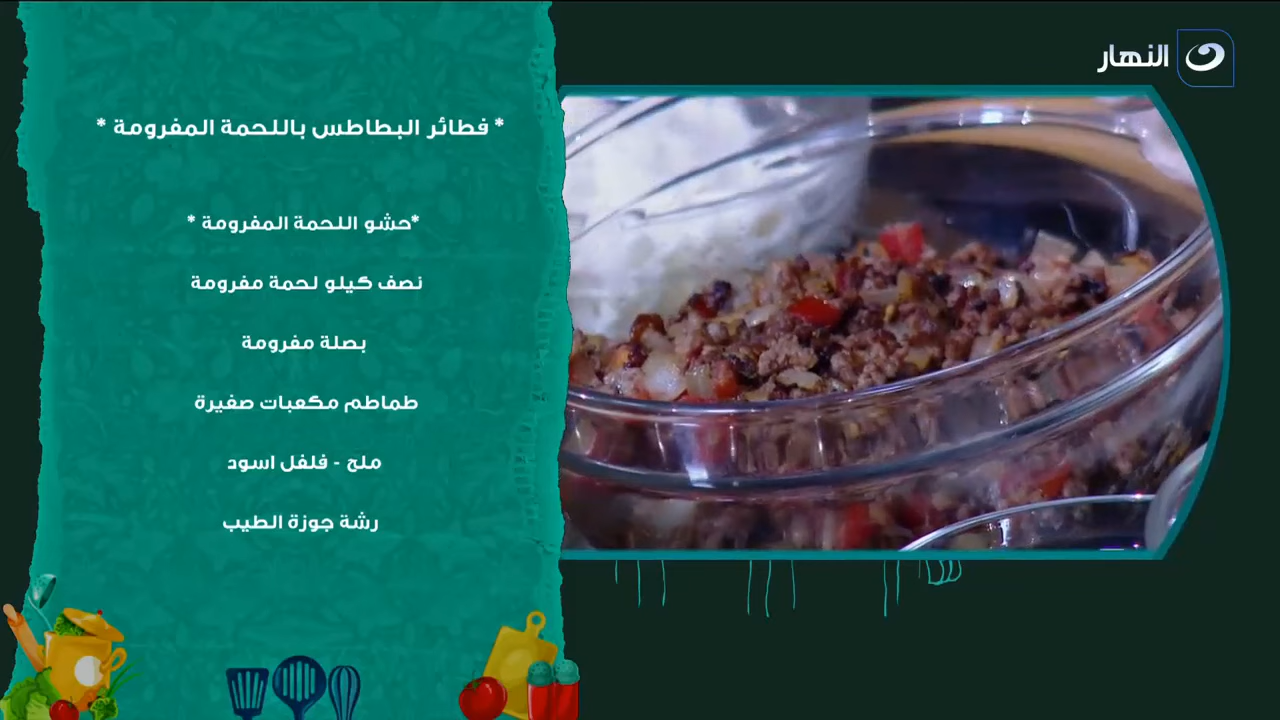 النهار
* فطائر البطاطس باللحمة المفرومة *
*حشو اللحمة المفرومة *
نصف كيلو لحمة مفرومة
بصلة مفرومة
طماطم مكعبات صغيرة
ملح - فلفل اسود
رشة جوزة الطيب